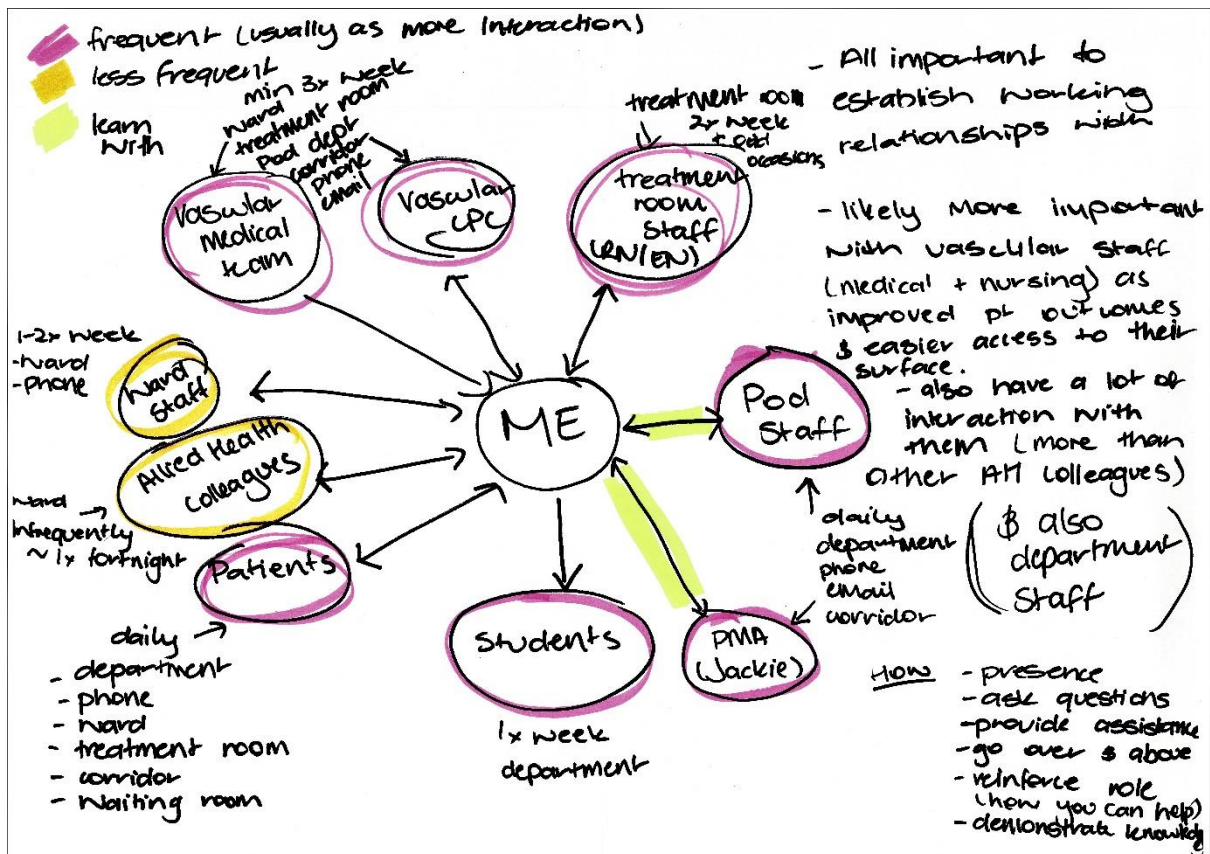 frequent (usually as more interaction)
less frequent
learn
with
min 3x week
ward
treatment room
Pod dept
corridor
phone
email
Vascular
Medical
team
Vascular
CPC
treatment room
2x week
+ odd
occasions
treatment
room
staff
(RN/EN)
- All important to
establish working
relationships with
- likely more important
with vascular staff
(medical + nursing) as
improved pt outcomes
& easier access to their
surface.
- also have a lot of
interaction with
them (more than
other AH colleagues)
( & also
department
staff )
1-2x week
- ward
- phone
Ward
staff
Allied Health
colleagues
ward
infrequently
~ 1x fortnight
Patients
daily
- department
- phone
- ward
- treatment room
- corridor
- waiting room
ME
Students
1x week
department
Pod
Staff
PMA
(Jackie)
daily
department
phone
email
corridor
HOW
- presence
- ask questions
- provide assistance
- go over & above
- reinforce role
(how you can help)
- demonstrate knowledg